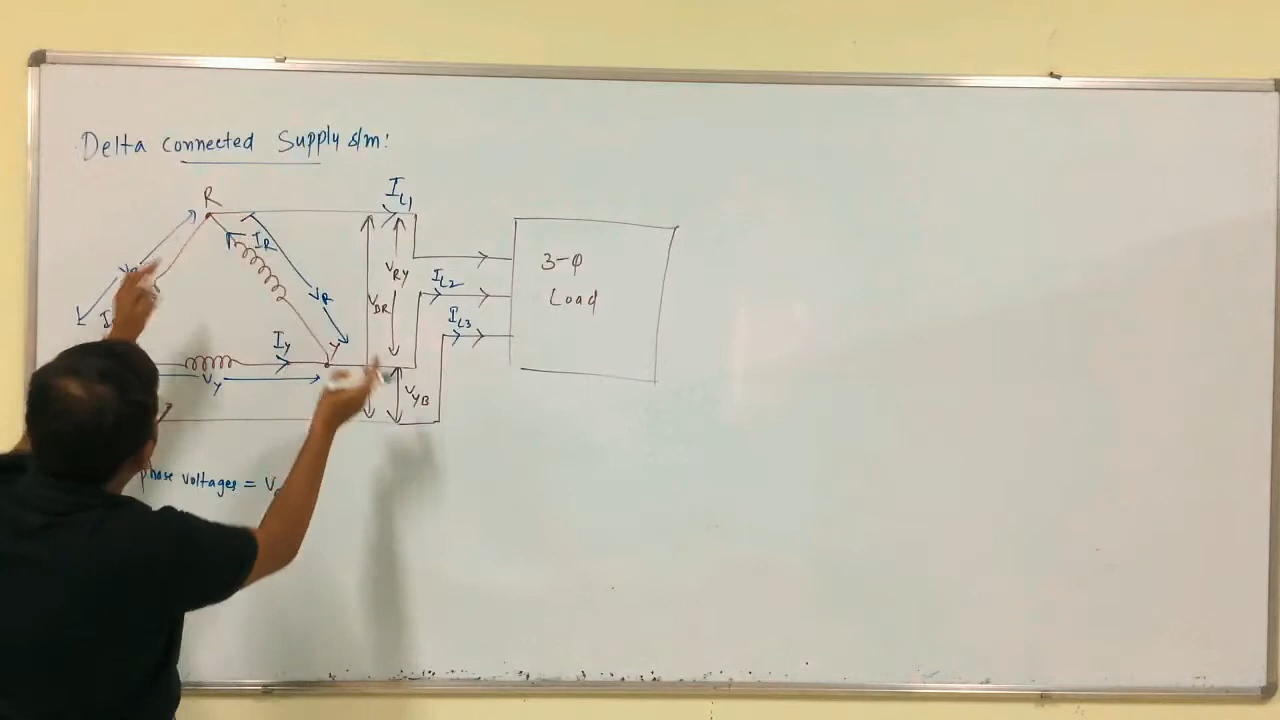 Delta connected Supply s/m:
R
I_L1
I_R
3-φ
V_RY
I_L2
V_R
Load
V_BR
I_L3
I_Y
Y
V_Y
V_YB
phase voltages =